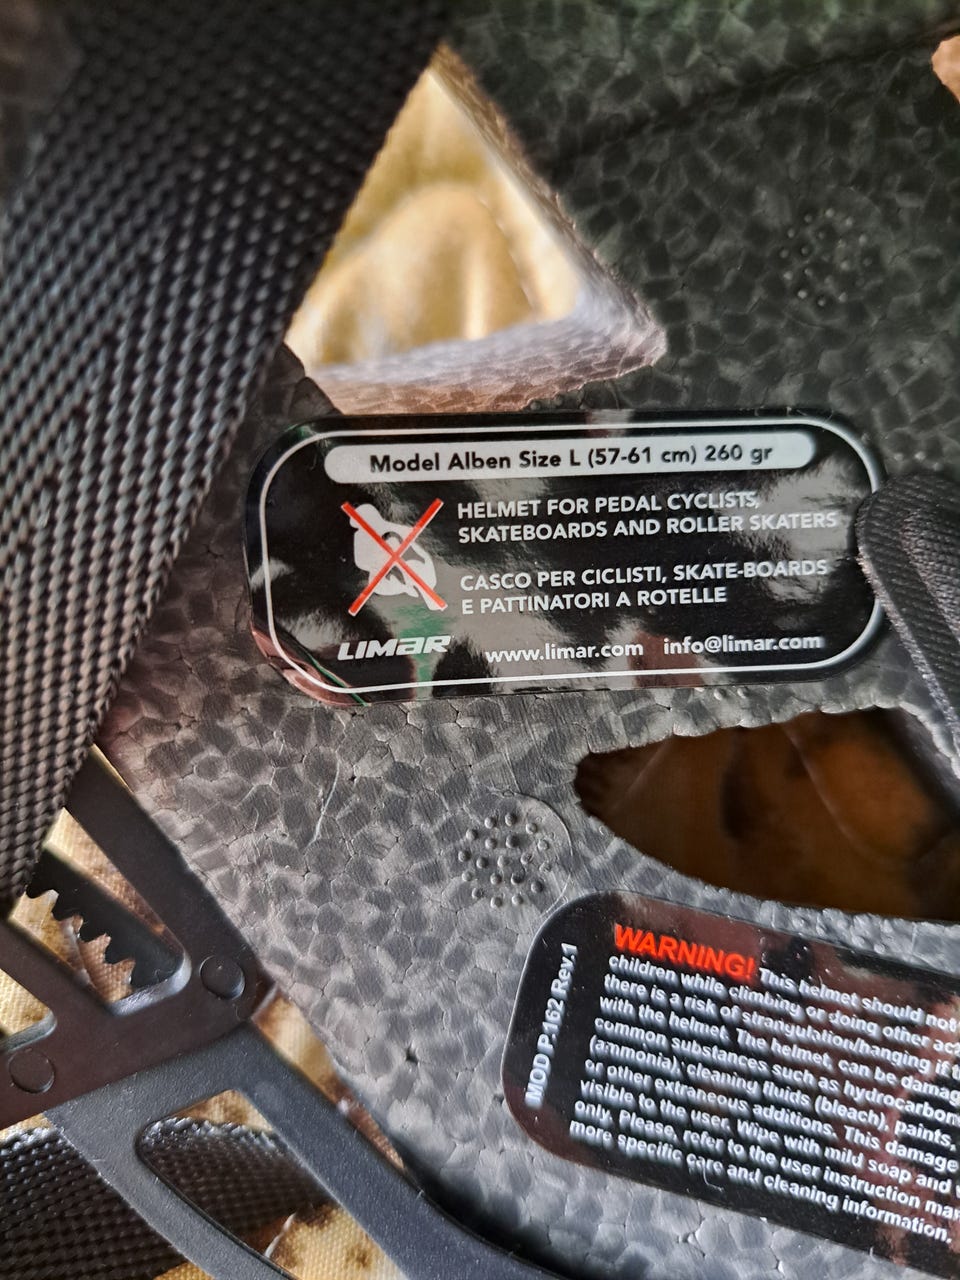 Model Alben Size L (57-61 cm) 260 gr
HELMET FOR PEDAL CYCLISTS,
SKATEBOARDS AND ROLLER SKATERS
CASCO PER CICLISTI, SKATE-BOARDS
E PATTINATORI A ROTELLE
LIMAR www.limar.com info@limar.com
MOD P.162 Rev.1
WARNING! This helmet should not
children while climbing or doing other
there is a risk of strangulation/hanging if
with the helmet. The helmet, can be
common substances such as
(ammonia), cleaning fluids (bleach), paints,
or other extraneous additions. This damage
visible to the user. Wipe with mild soap and
only. Please, refer to the user instruction
more specific care and cleaning information.